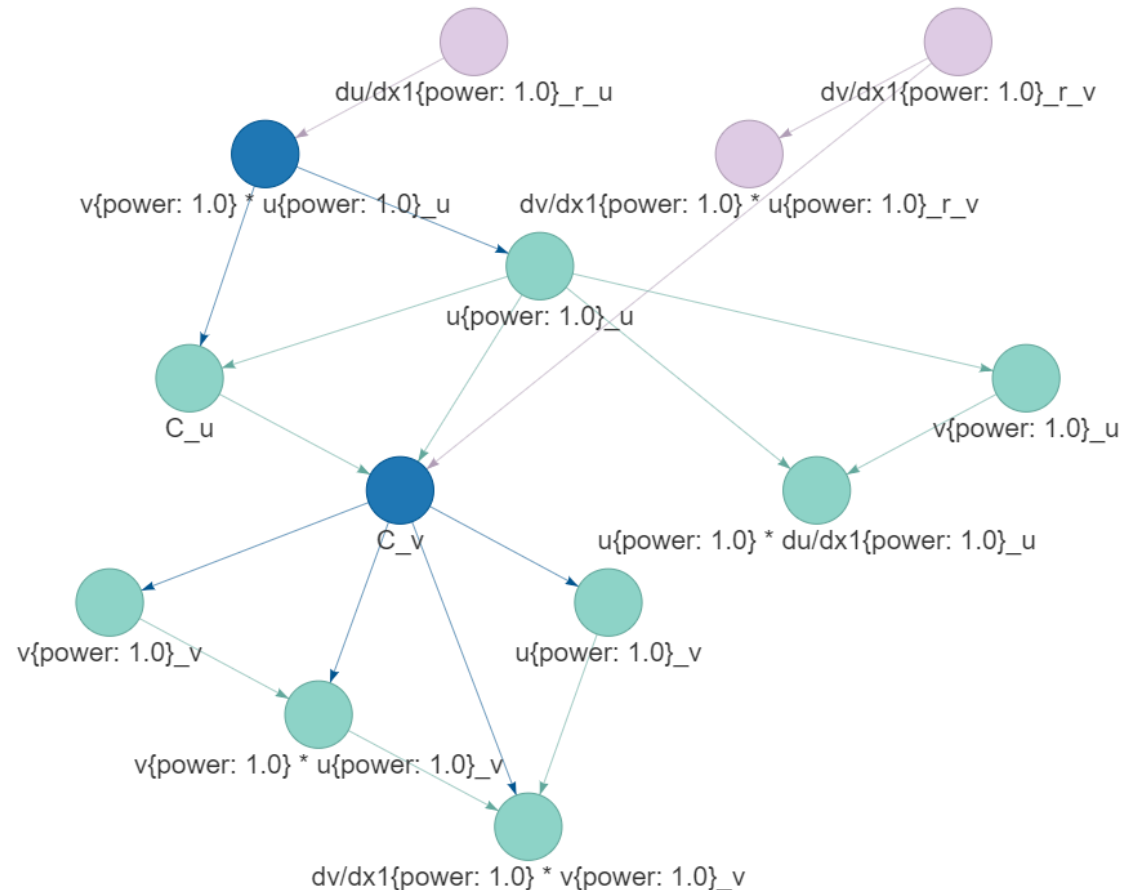 du/dx1{power: 1.0}_r_u
dv/dx1{power: 1.0}_r_v
v{power: 1.0} * u{power: 1.0}_u
dv/dx1{power: 1.0} * u{power: 1.0}_r_v
u{power: 1.0}_u
C_u
v{power: 1.0}_u
C_v
u{power: 1.0} * du/dx1{power: 1.0}_u
v{power: 1.0}_v
u{power: 1.0}_v
v{power: 1.0} * u{power: 1.0}_v
dv/dx1{power: 1.0} * v{power: 1.0}_v